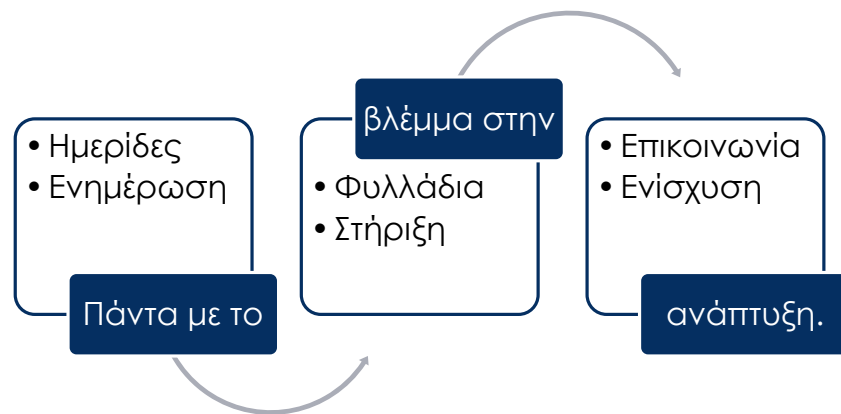 • Ημερίδες
• Ενημέρωση
Πάντα με το
βλέμμα στην
• Φυλλάδια
• Στήριξη
• Επικοινωνία
• Ενίσχυση
ανάπτυξη.